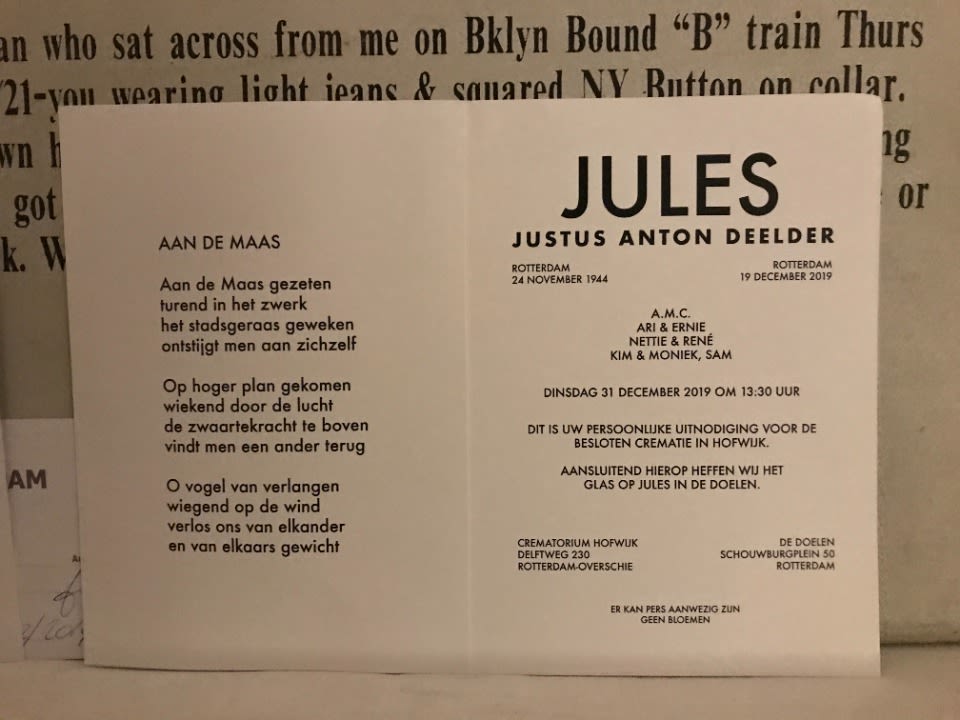 an who sat across from me on Bklyn Bound “B” train Thurs
/21-you wearing light jeans & squared NY Button on collar.
wn
ng
got
or
k. W
AM
AAN DE MAAS
Aan de Maas gezeten
turend in het zwerk
het stadsgeraas geweken
ontstijgt men aan zichzelf
Op hoger plan gekomen
wiekend door de lucht
de zwaartekracht te boven
vindt men een ander terug
O vogel van verlangen
wiegend op de wind
verlos ons van elkander
en van elkaars gewicht
JULES
JUSTUS ANTON DEELDER
ROTTERDAM
24 NOVEMBER 1944
ROTTERDAM
19 DECEMBER 2019
A.M.C.
ARI & ERNIE
NETTIE & RENÉ
KIM & MONIEK, SAM
DINSDAG 31 DECEMBER 2019 OM 13:30 UUR
DIT IS UW PERSOONLIJKE UITNODIGING VOOR DE
BESLOTEN CREMATIE IN HOFWIJK.
AANSLUITEND HIEROP HEFFEN WIJ HET
GLAS OP JULES IN DE DOELEN.
CREMATORIUM HOFWIJK
DELFTWEG 230
ROTTERDAM-OVERSCHIE
DE DOELEN
SCHOUWBURGPLEIN 50
ROTTERDAM
ER KAN PERS AANWEZIG ZIJN
GEEN BLOEMEN